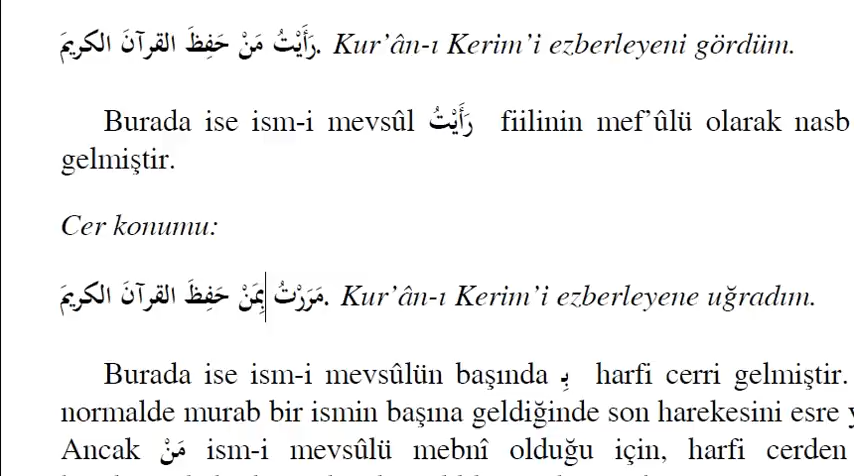 رَأَيْتُ مَنْ حَفِظَ القرآنَ الكريمَ. Kur’ân-ı Kerim’i ezberleyeni gördüm.
Burada ise ism-i mevsûl رَأَيْتُ fiilinin mef’ûlü olarak nasb
gelmiştir.
Cer konumu:
مَرَرْتُ بِمَنْ حَفِظَ القرآنَ الكريمَ. Kur’ân-ı Kerim’i ezberleyene uğradım.
Burada ise ism-i mevsûlün başında بِ harfi cerri gelmiştir.
normalde murab bir ismin başına geldiğinde son harekesini esre y
Ancak مَنْ ism-i mevsûlü mebnî olduğu için, harfi cerden